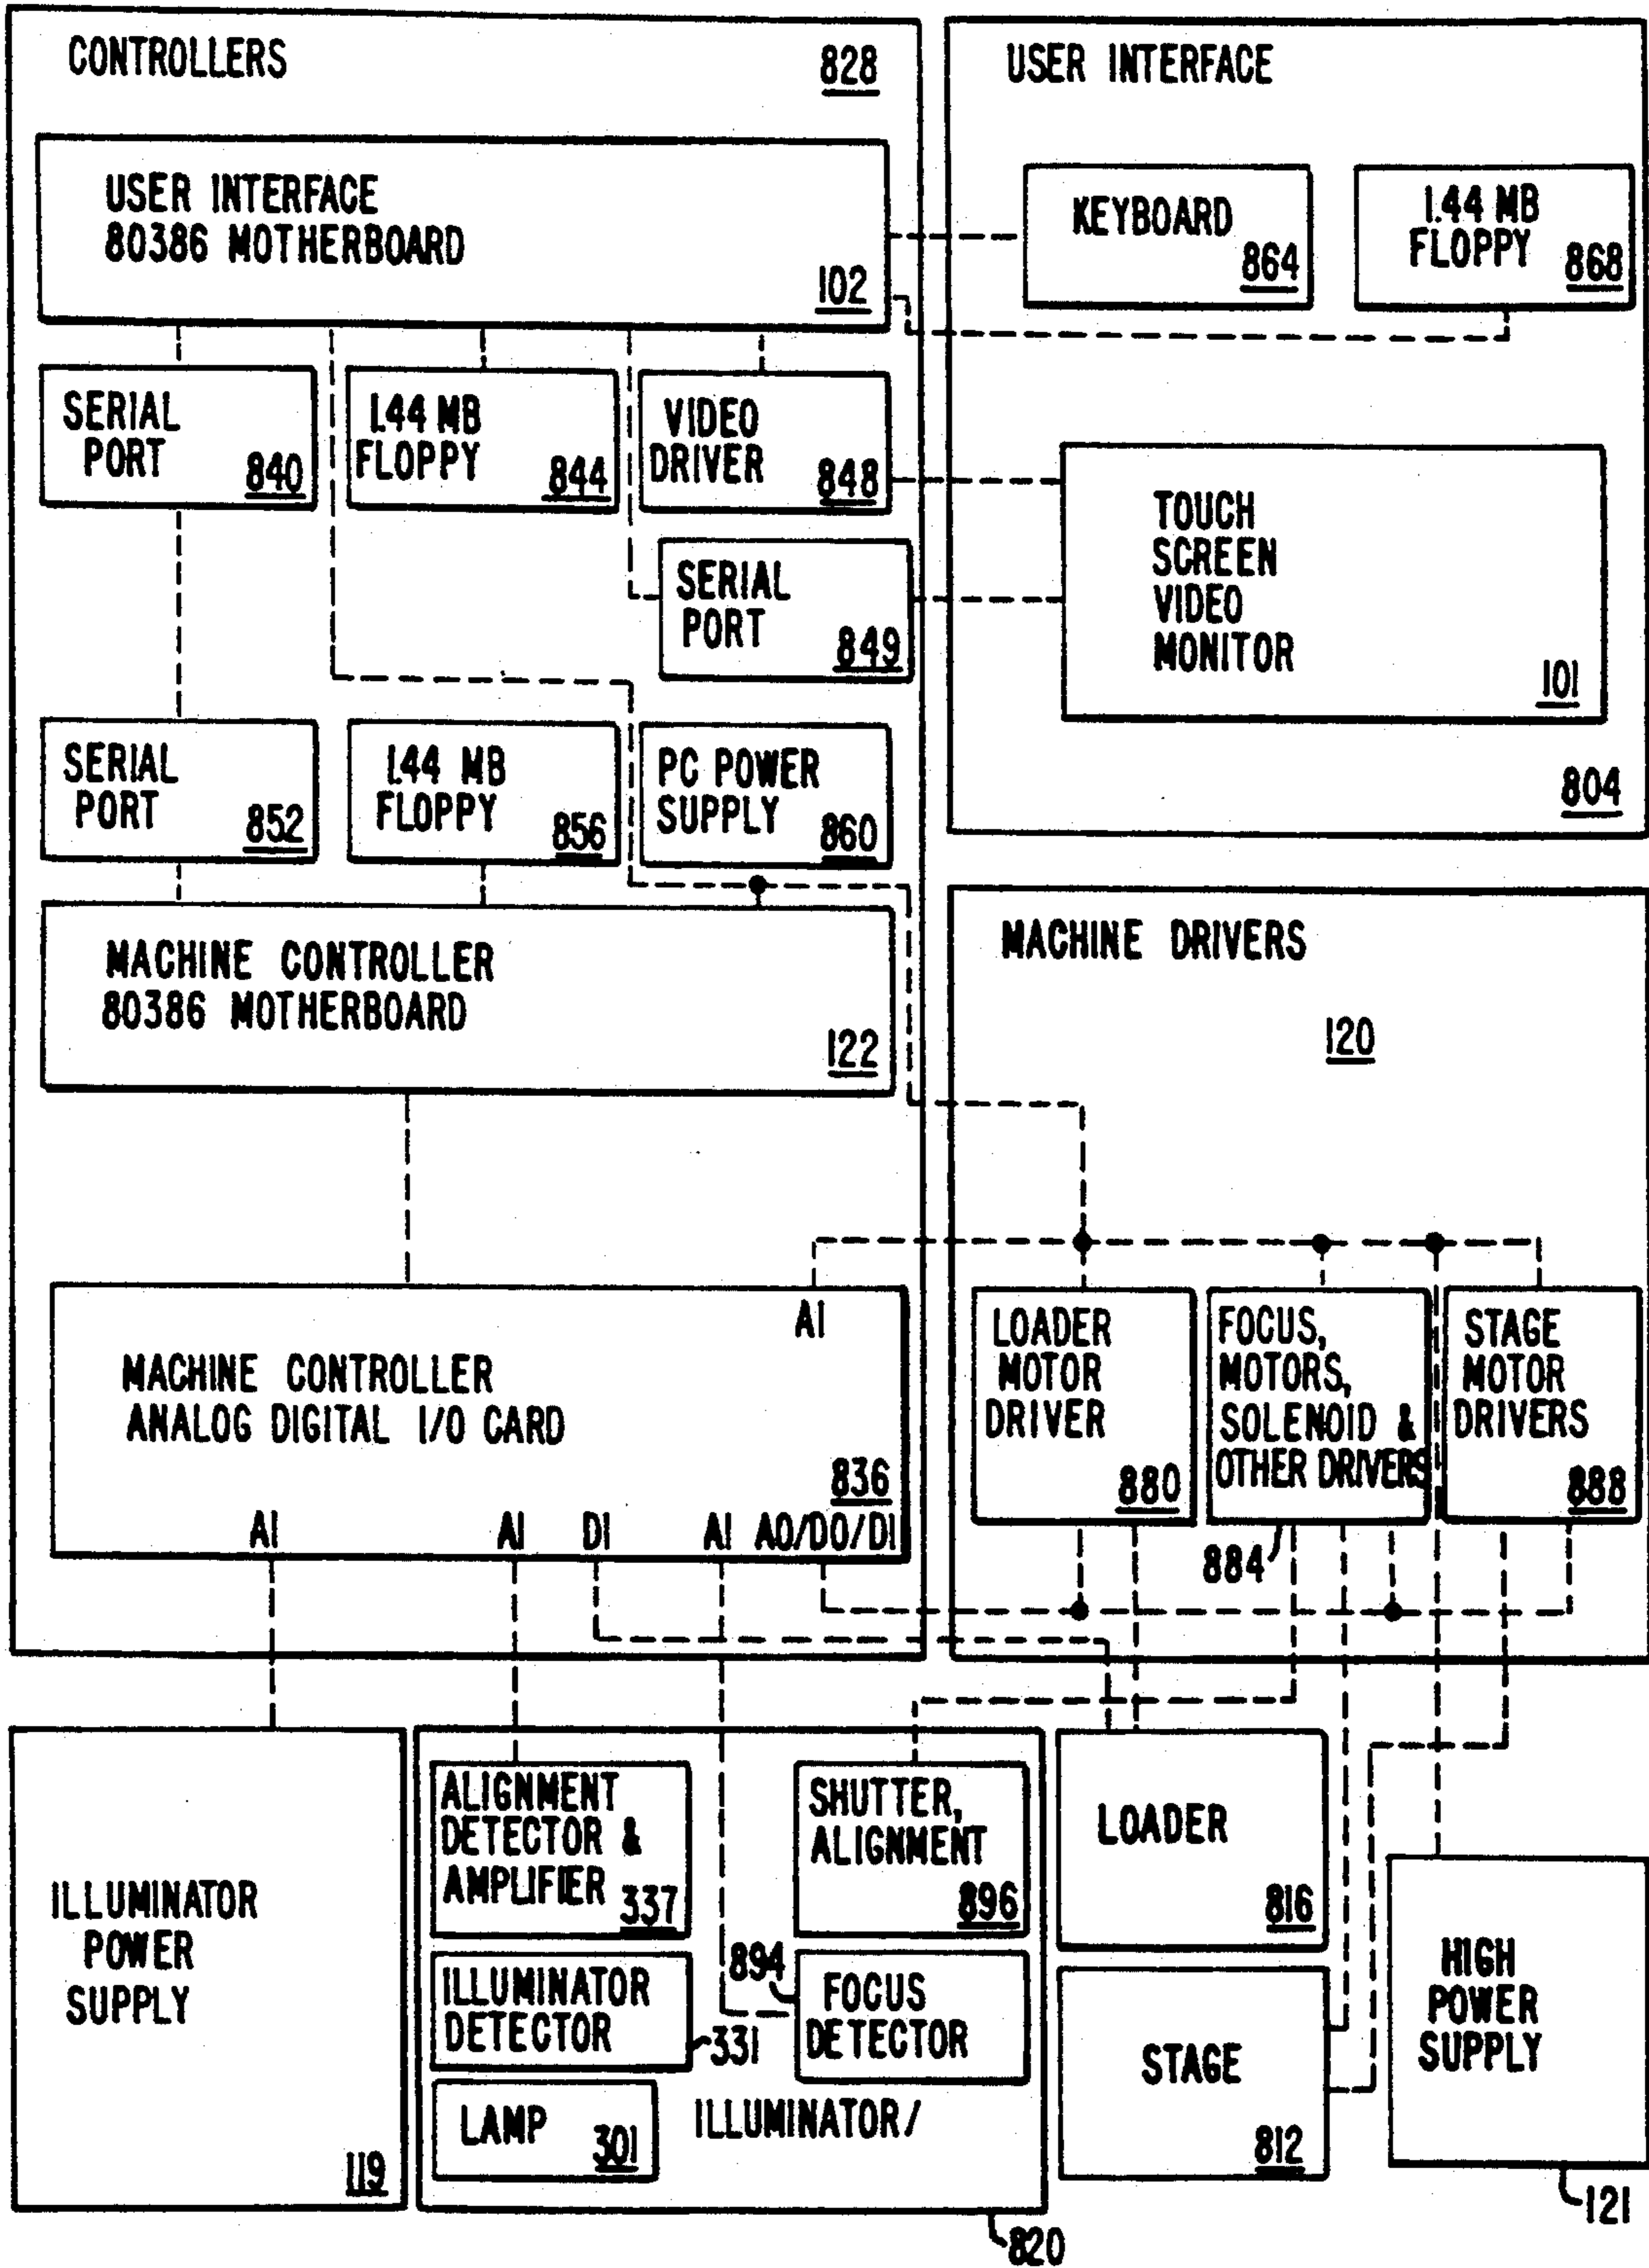 CONTROLLERS
828
USER INTERFACE
80386 MOTHERBOARD
102
SERIAL
PORT
840
1.44 MB
FLOPPY
844
VIDEO
DRIVER
848
SERIAL
PORT
849
SERIAL
PORT
852
1.44 MB
FLOPPY
856
PC POWER
SUPPLY
860
MACHINE CONTROLLER
80386 MOTHERBOARD
122
AI
MACHINE CONTROLLER
ANALOG DIGITAL I/O CARD
836
AI
AI
DI
AI
AO/DO/DI
USER INTERFACE
KEYBOARD
864
1.44 MB
FLOPPY
868
TOUCH
SCREEN
VIDEO
MONITOR
101
804
MACHINE DRIVERS
120
LOADER
MOTOR
DRIVER
880
FOCUS,
MOTORS,
SOLENOID &
OTHER DRIVERS
884
STAGE
MOTOR
DRIVERS
888
ILLUMINATOR
POWER
SUPPLY
119
ALIGNMENT
DETECTOR &
AMPLIFIER
337
SHUTTER,
ALIGNMENT
896
ILLUMINATOR
DETECTOR
331
894
FOCUS
DETECTOR
LAMP
301
ILLUMINATOR/
820
LOADER
816
STAGE
812
HIGH
POWER
SUPPLY
121